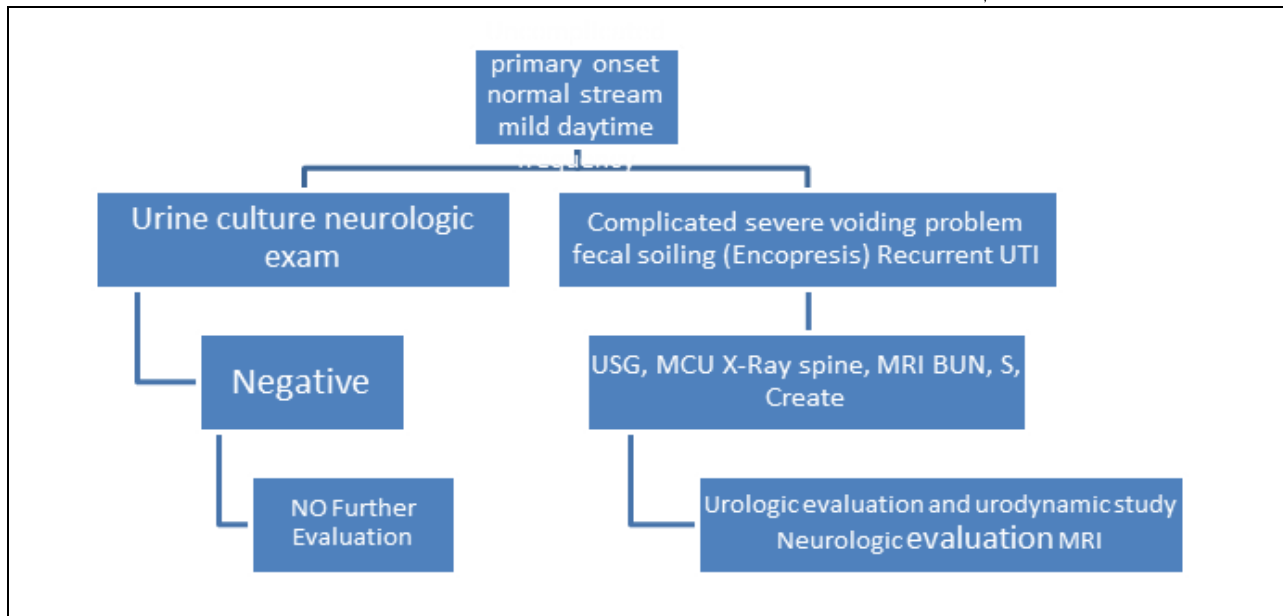 primary onset
normal stream
mild daytime
frequency
Urine culture neurologic
exam
Complicated severe voiding problem
fecal soiling (Encopresis) Recurrent UTI
Negative
USG, MCU X-Ray spine, MRI BUN, S,
Create
NO Further
Evaluation
Urologic evaluation and urodynamic study
Neurologic evaluation MRI